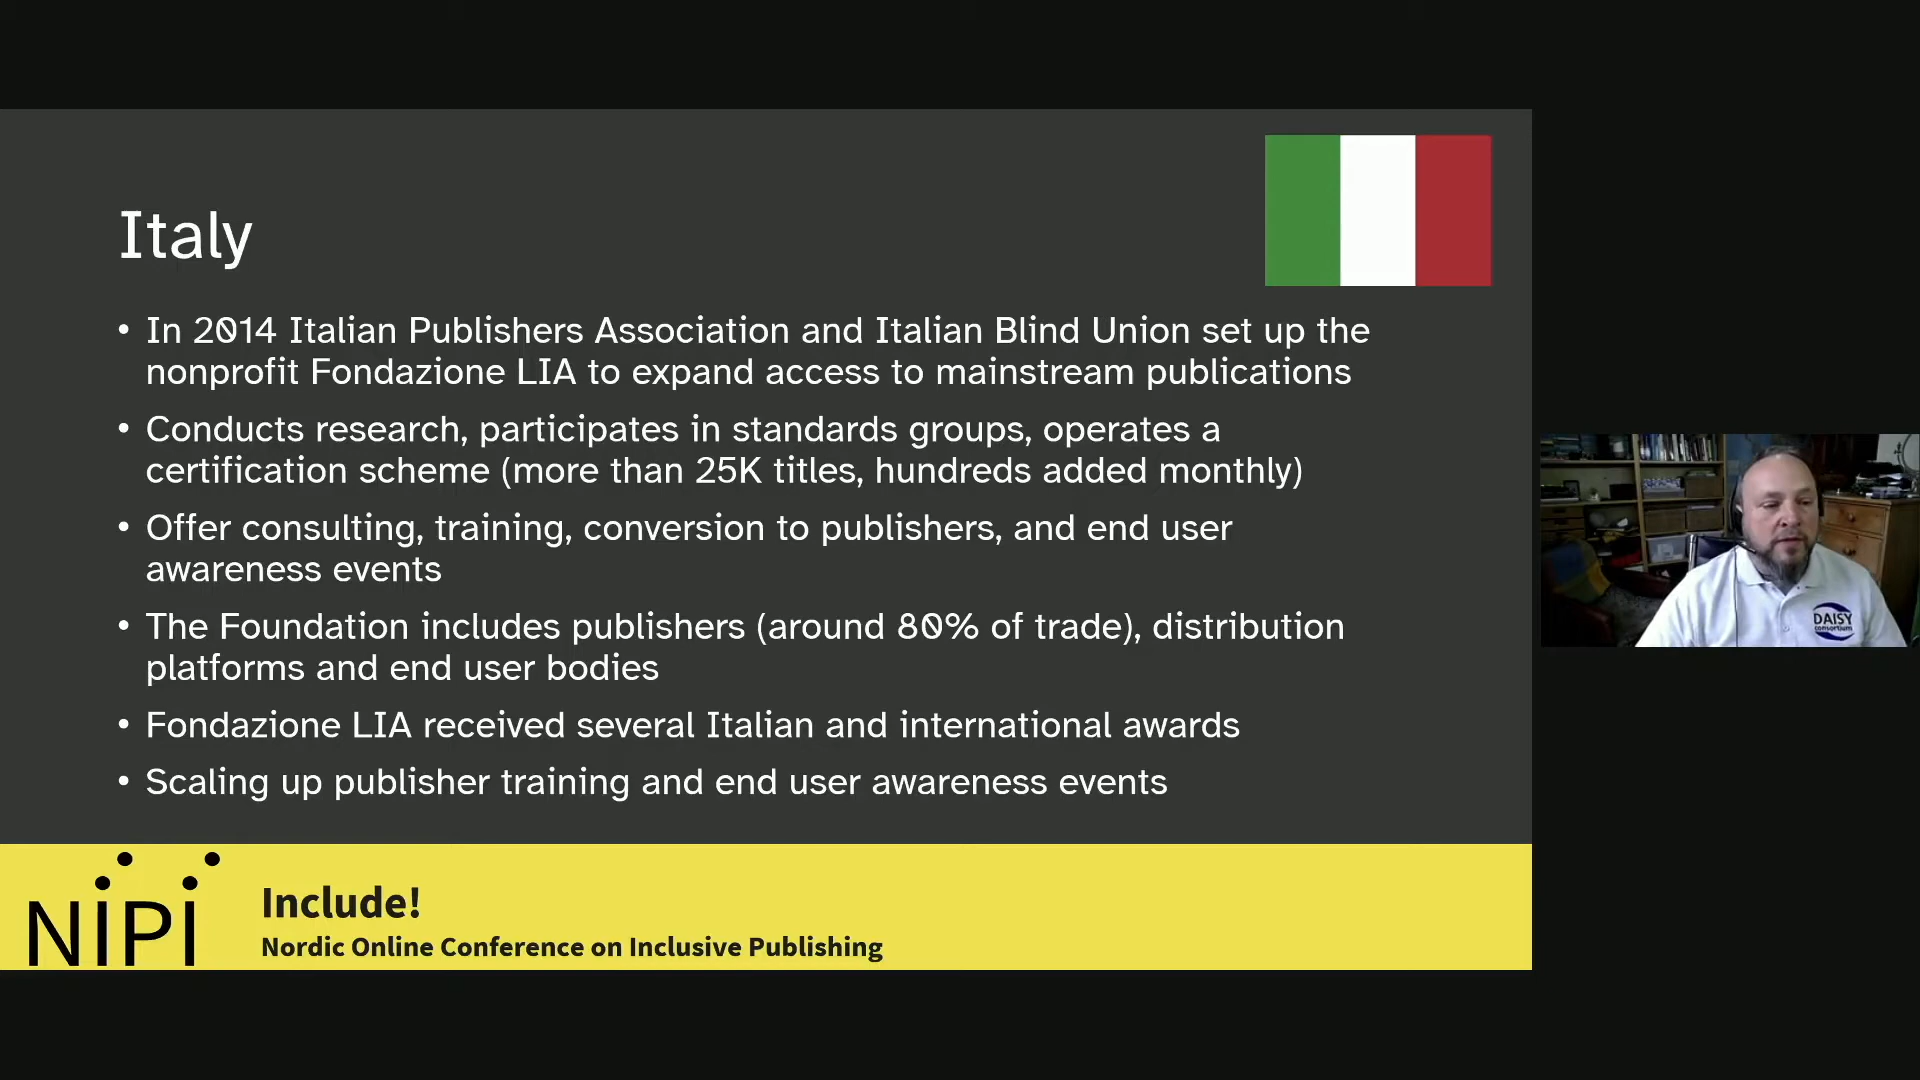 Italy
• In 2014 Italian Publishers Association and Italian Blind Union set up the
nonprofit Fondazione LIA to expand access to mainstream publications
• Conducts research, participates in standards groups, operates a
certification scheme (more than 25K titles, hundreds added monthly)
• Offer consulting, training, conversion to publishers, and end user
awareness events
• The Foundation includes publishers (around 80% of trade), distribution
platforms and end user bodies
• Fondazione LIA received several Italian and international awards
• Scaling up publisher training and end user awareness events
NiPi
Include!
Nordic Online Conference on Inclusive Publishing
DAISY
consortium